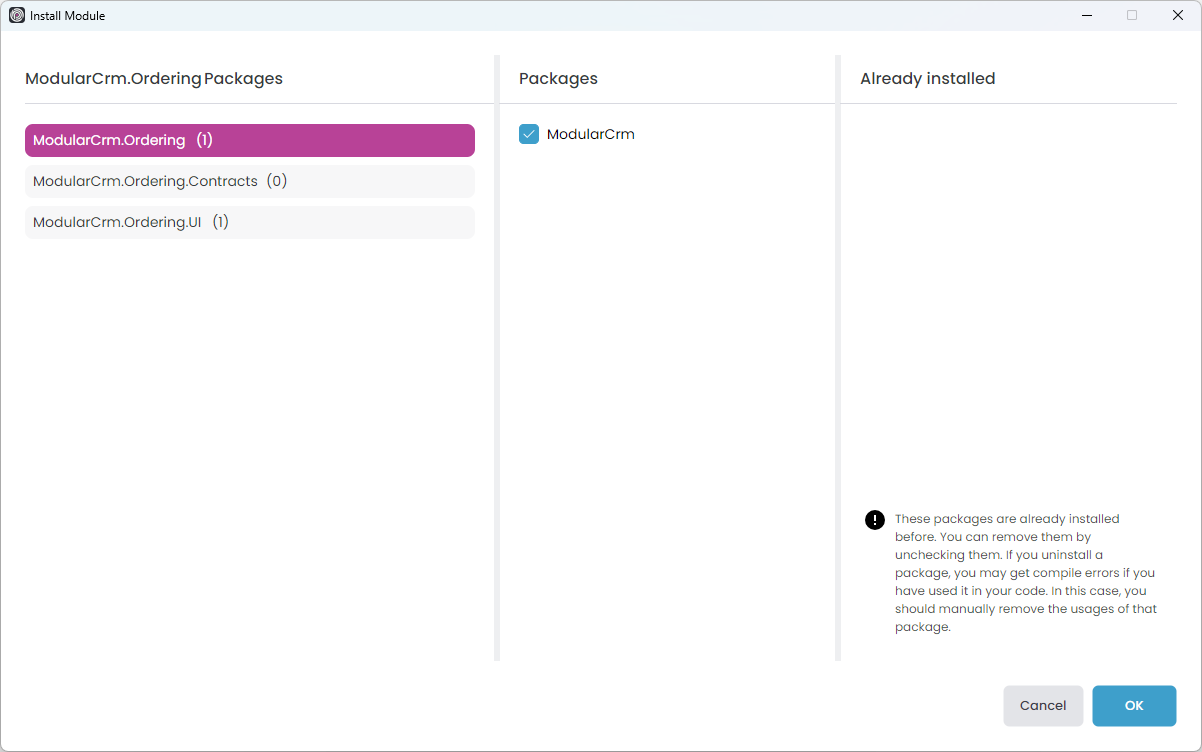 Install Module
ModularCrm.Ordering Packages
ModularCrm.Ordering (1)
ModularCrm.Ordering.Contracts (0)
ModularCrm.Ordering.UI (1)
Packages
ModularCrm
Already installed
These packages are already installed
before. You can remove them by
unchecking them. If you uninstall a
package, you may get compile errors if you
have used it in your code. In this case, you
should manually remove the usages of that
package.
Cancel
OK